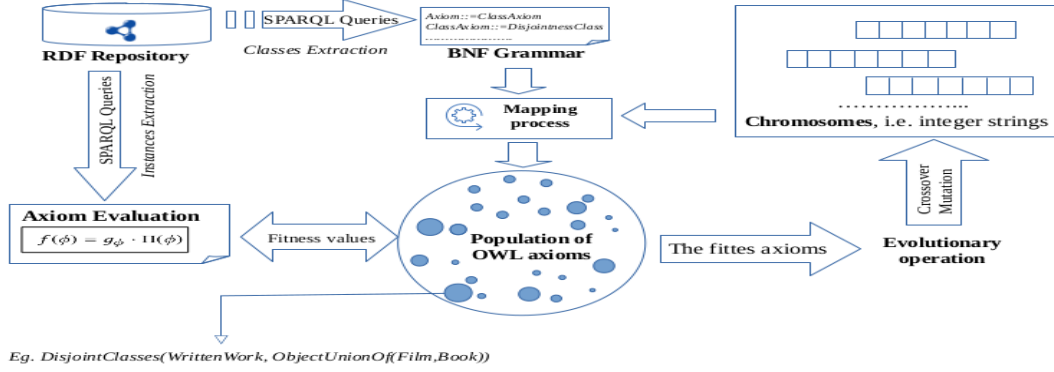 SPARQL Queries
Classes Extraction
RDF Repository
Axiom::=ClassAxiom
ClassAxiom::=DisjointnessClass
.....................
BNF Grammar
Mapping
process
...................
Chromosomes, i.e. integer strings
SPARQL Queries
Instances Extraction
Crossover
Mutation
Axiom Evaluation
f(ϕ) = gϕ · Π(ϕ)
Fitness values
Population of
OWL axioms
The fittes axioms
Evolutionary
operation
Eg. DisjointClasses(WrittenWork, ObjectUnionOf(Film,Book))